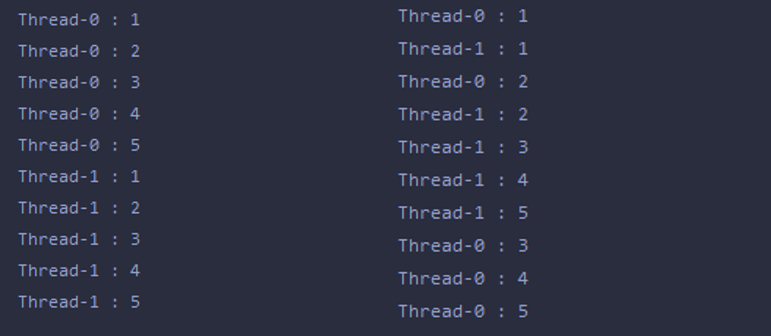 Thread-0 : 1
Thread-0 : 2
Thread-0 : 3
Thread-0 : 4
Thread-0 : 5
Thread-1 : 1
Thread-1 : 2
Thread-1 : 3
Thread-1 : 4
Thread-1 : 5
Thread-0 : 1
Thread-1 : 1
Thread-0 : 2
Thread-1 : 2
Thread-1 : 3
Thread-1 : 4
Thread-1 : 5
Thread-0 : 3
Thread-0 : 4
Thread-0 : 5